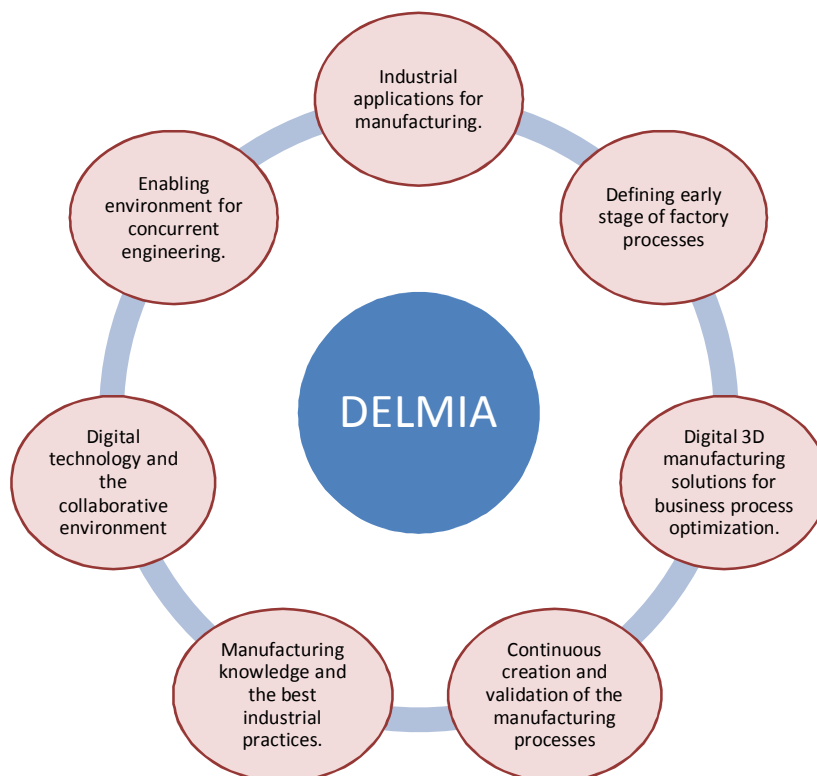 Industrial
applications for
manufacturing.
Defining early
stage of factory
processes
Digital 3D
manufacturing
solutions for
business process
optimization.
Continuous
creation and
validation of the
manufacturing
processes
Manufacturing
knowledge and
the best
industrial
practices.
Digital
technology and
the
collaborative
environment
Enabling
environment for
concurrent
engineering.
DELMIA